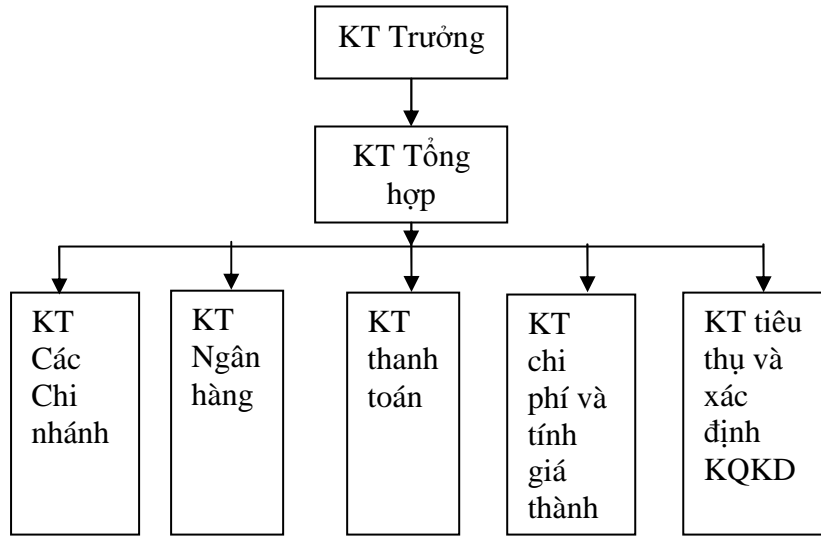 KT Trưởng
KT Tổng
hợp
KT
Các
Chi
nhánh
KT
Ngân
hàng
KT
thanh
toán
KT
chi
phí và
tính
giá
thành
KT tiêu
thụ và
xác
định
KQKD